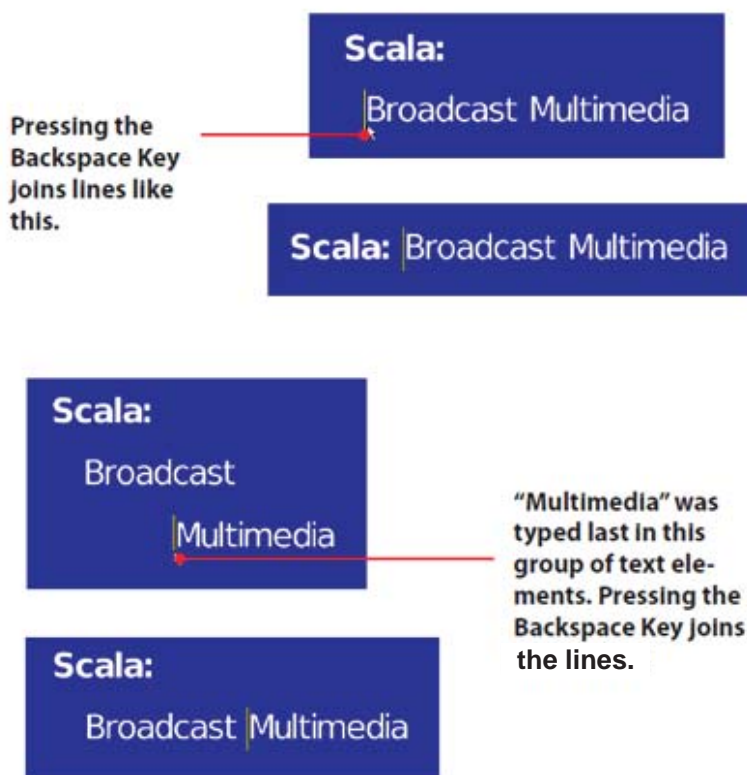 Scala:
Broadcast Multimedia
Pressing the
Backspace Key
joins lines like
this.
Scala: Broadcast Multimedia
Scala:
Broadcast
Multimedia
“Multimedia” was
typed last in this
group of text ele-
ments. Pressing the
Backspace Key joins
the lines.
Scala:
Broadcast Multimedia